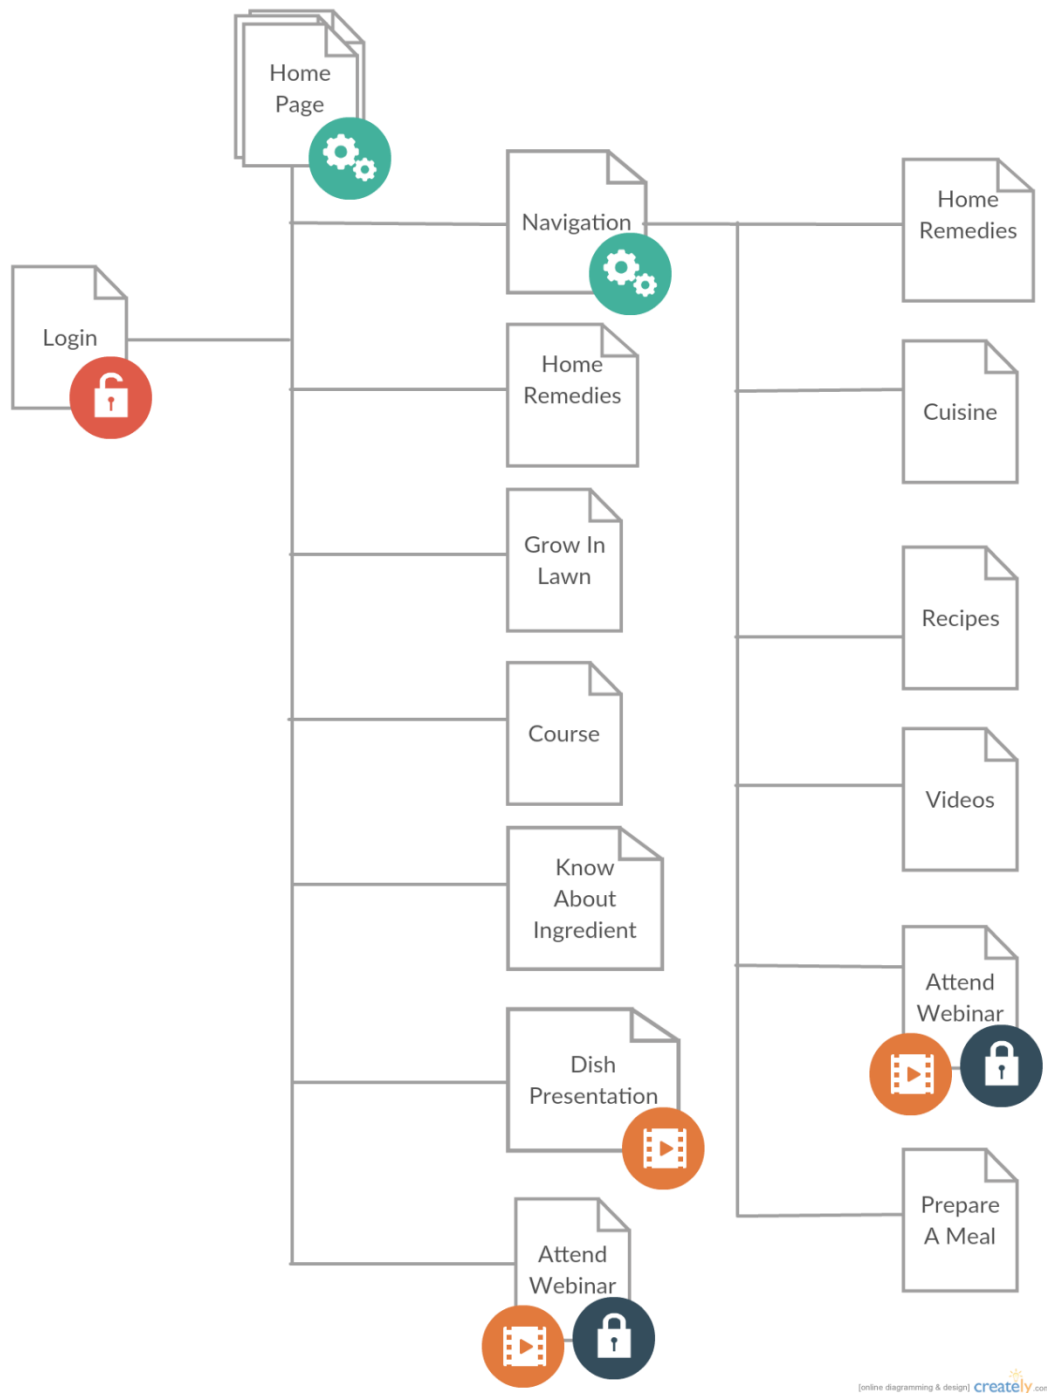 Home
Page
Login
Navigation
Home
Remedies
Grow In
Lawn
Course
Know
About
Ingredient
Dish
Presentation
Attend
Webinar
Home
Remedies
Cuisine
Recipes
Videos
Attend
Webinar
Prepare
A Meal
[online diagramming & design] creately.com